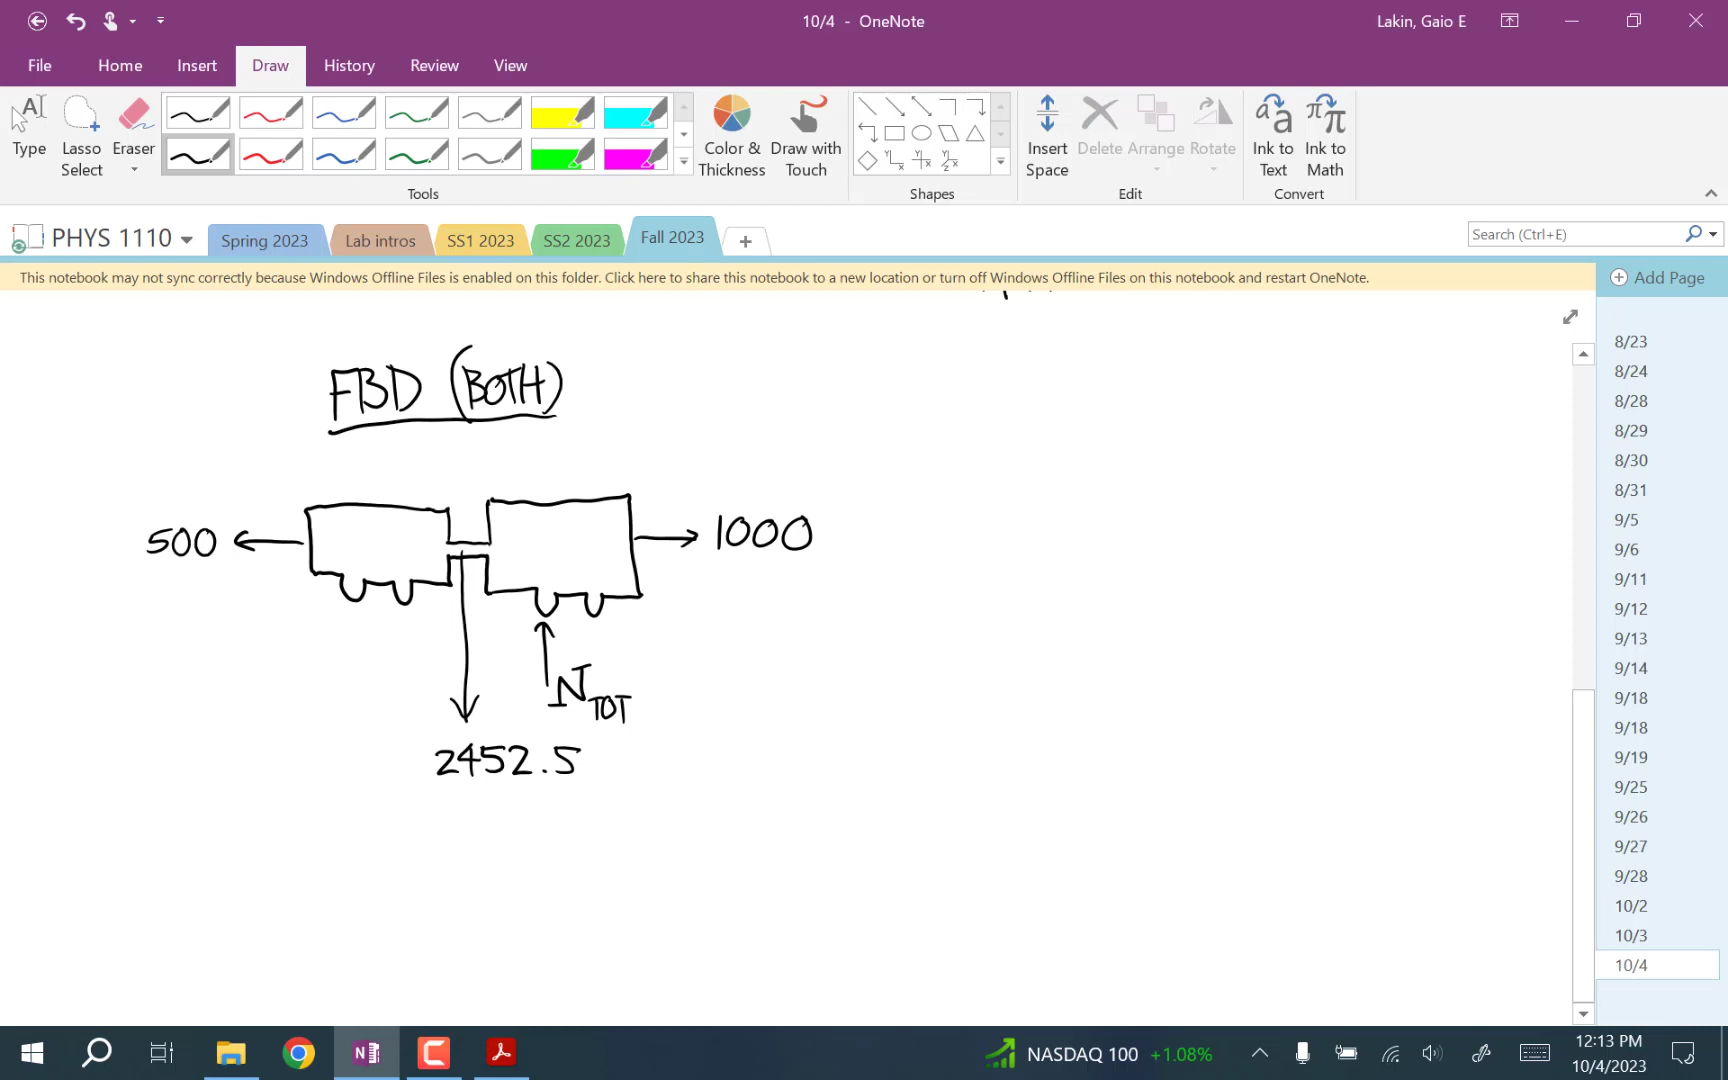 10/4 - OneNote
Lakin, Gaio E
File Home Insert Draw History Review View
Type
Lasso Select
Eraser
Color & Thickness
Draw with Touch
Insert Space
Delete
Arrange
Rotate
Ink to Text
Ink to Math
Tools
Shapes
Edit
Convert
PHYS 1110
Spring 2023
Lab intros
SS1 2023
SS2 2023
Fall 2023
Search (Ctrl+E)
This notebook may not sync correctly because Windows Offline Files is enabled on this folder. Click here to share this notebook to a new location or turn off Windows Offline Files on this notebook and restart OneNote.
Add Page
8/23
8/24
8/28
8/29
8/30
8/31
9/5
9/6
9/11
9/12
9/13
9/14
9/18
9/18
9/19
9/25
9/26
9/27
9/28
10/2
10/3
10/4
FBD (BOTH)
500
1000
N TOT
2452.5
NASDAQ 100 +1.08%
12:13 PM
10/4/2023